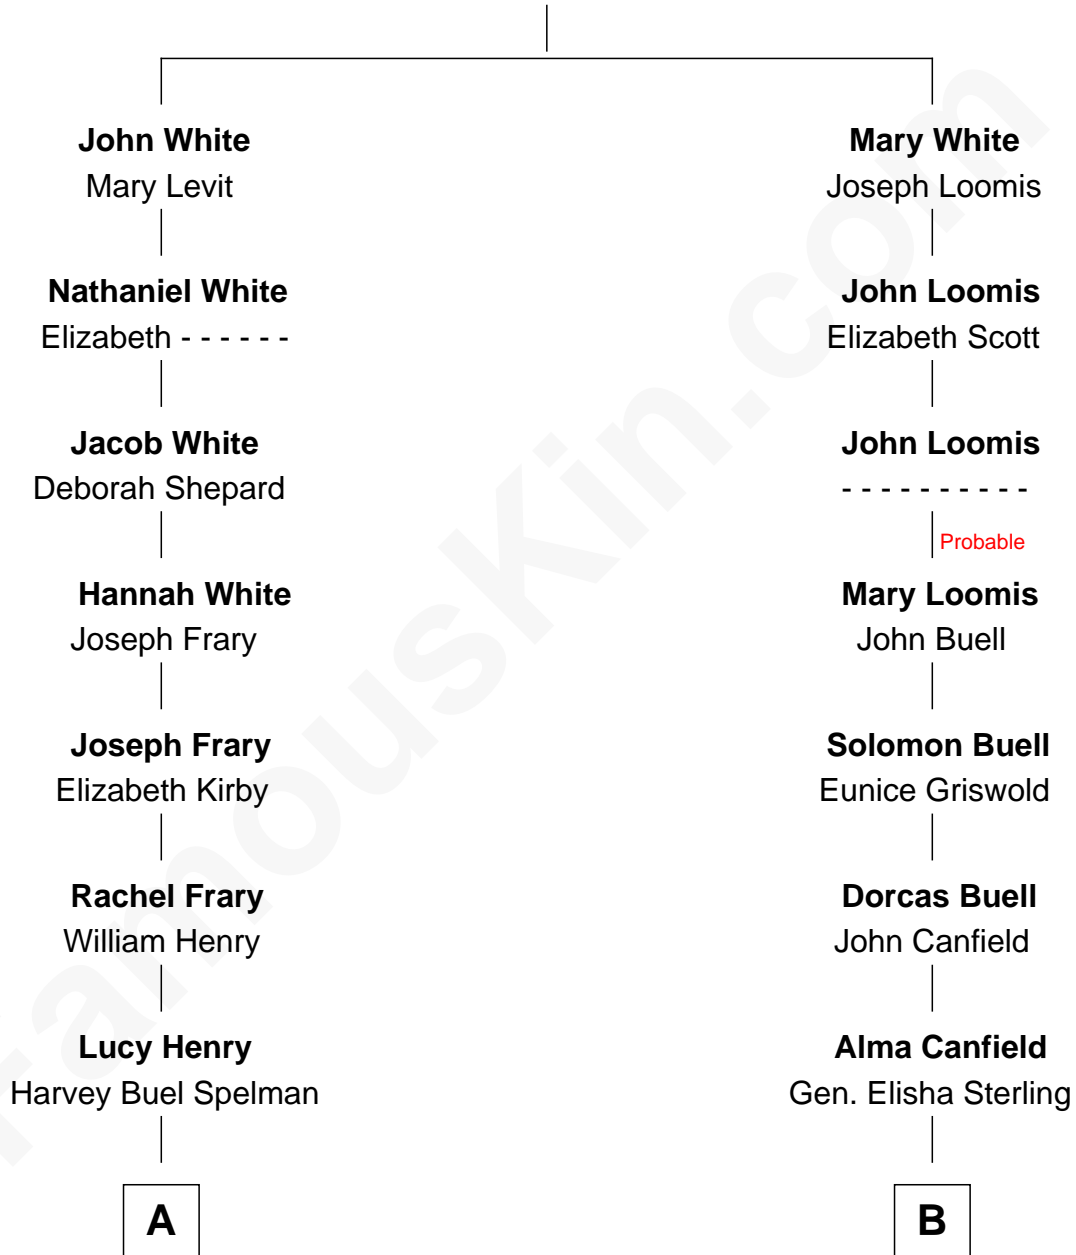 John White
Mary Levit
Nathaniel White
Elizabeth - - - - - -
Jacob White
Deborah Shepard
Hannah White
Joseph Frary
Joseph Frary
Elizabeth Kirby
Rachel Frary
William Henry
Lucy Henry
Harvey Buel Spelman
A
Mary White
Joseph Loomis
John Loomis
Elizabeth Scott
John Loomis
- - - - - - - - - -
Probable
Mary Loomis
John Buell
Solomon Buell
Eunice Griswold
Dorcas Buell
John Canfield
Alma Canfield
Gen. Elisha Sterling
B
FamousKin.com